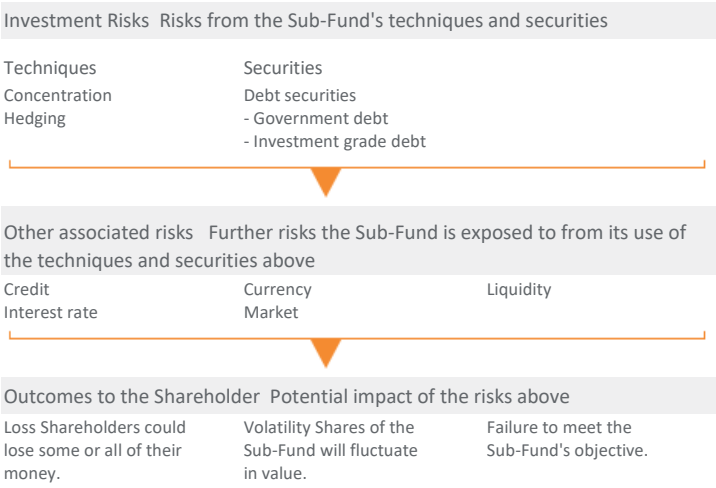 Investment Risks Risks from the Sub-Fund's techniques and securities
Techniques
Concentration
Hedging
Securities
Debt securities
- Government debt
- Investment grade debt
Other associated risks Further risks the Sub-Fund is exposed to from its use of
the techniques and securities above
Credit
Interest rate
Currency
Market
Liquidity
Outcomes to the Shareholder Potential impact of the risks above
Loss Shareholders could
lose some or all of their
money.
Volatility Shares of the
Sub-Fund will fluctuate
in value.
Failure to meet the
Sub-Fund's objective.